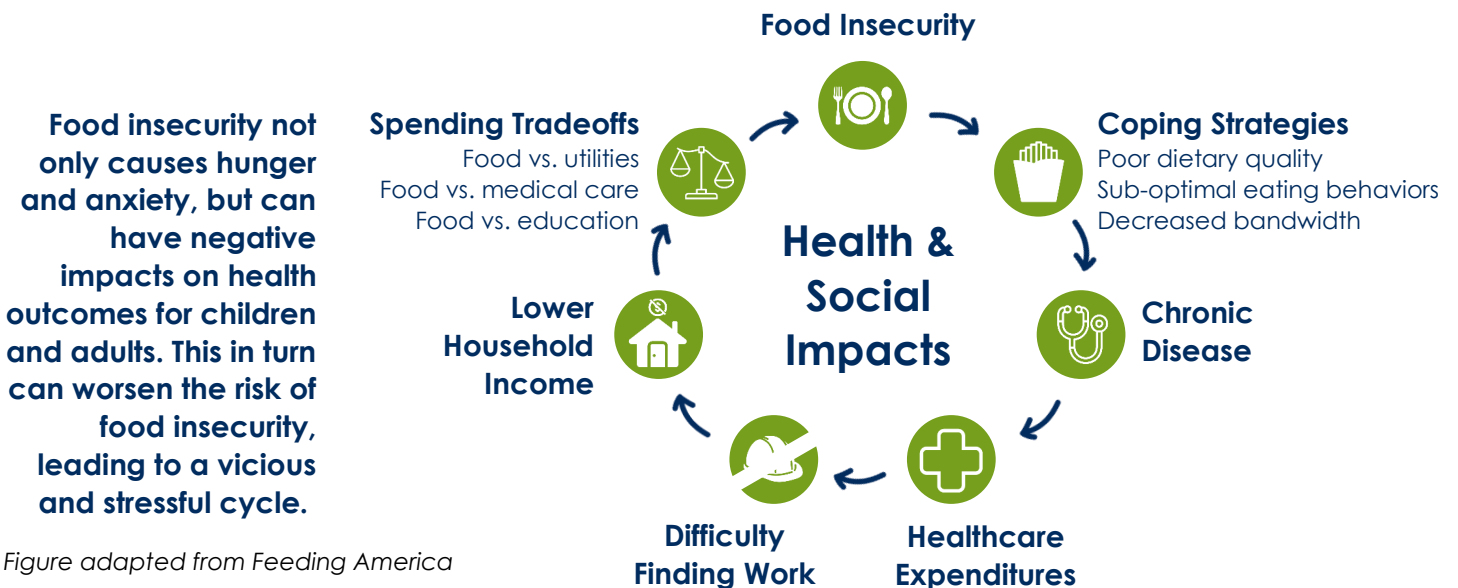 Food insecurity not
only causes hunger
and anxiety, but can
have negative
impacts on health
outcomes for children
and adults. This in turn
can worsen the risk of
food insecurity,
leading to a vicious
and stressful cycle.
Figure adapted from Feeding America
Health &
Social
Impacts
Food Insecurity
Coping Strategies
Poor dietary quality
Sub-optimal eating behaviors
Decreased bandwidth
Chronic
Disease
Healthcare
Expenditures
Difficulty
Finding Work
Lower
Household
Income
Spending Tradeoffs
Food vs. utilities
Food vs. medical care
Food vs. education